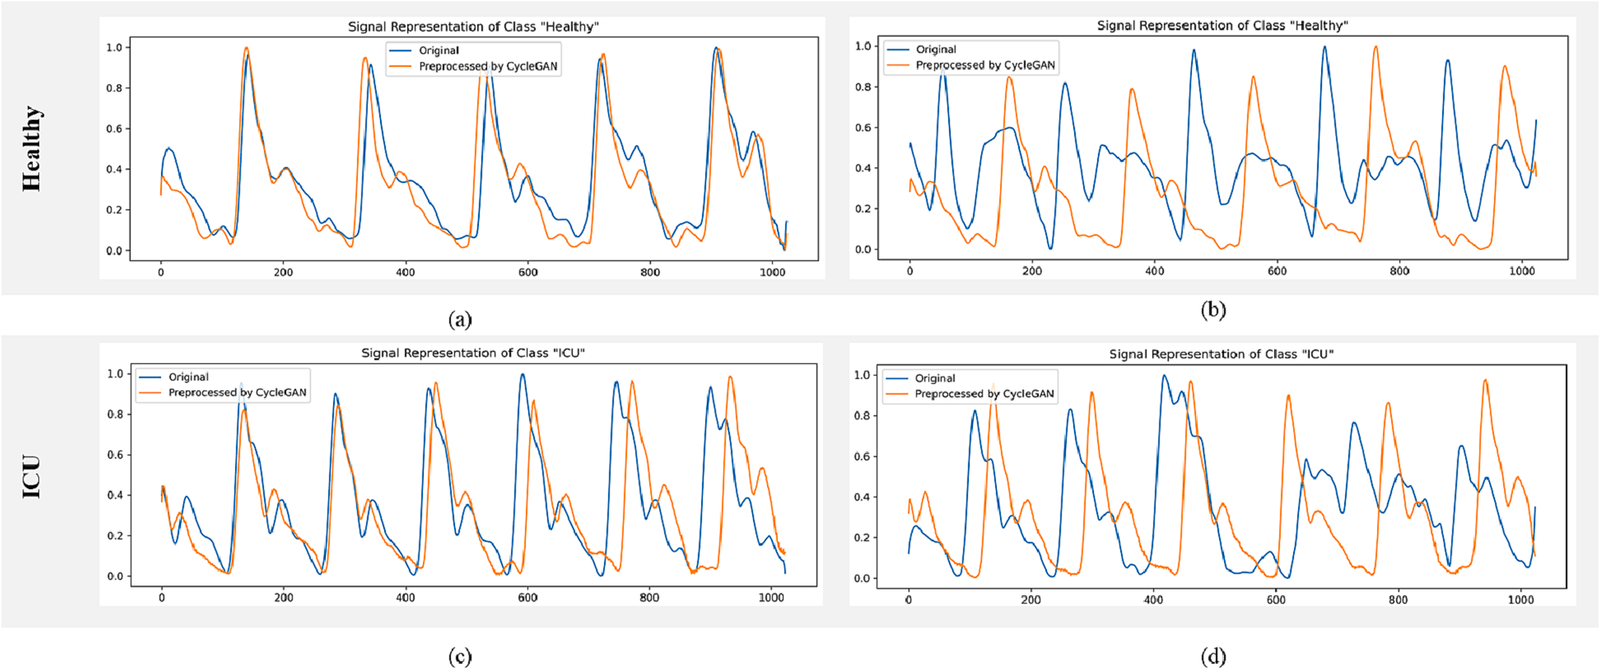 Healthy
Signal Representation of Class "Healthy"
Original
Preprocessed by CycleGAN
1.0
0.8
0.6
0.4
0.2
0.0
0 200 400 600 800 1000
(a)
Signal Representation of Class "Healthy"
Original
Preprocessed by CycleGAN
1.0
0.8
0.6
0.4
0.2
0.0
0 200 400 600 800 1000
(b)
ICU
Signal Representation of Class "ICU"
Original
Preprocessed by CycleGAN
1.0
0.8
0.6
0.4
0.2
0.0
0 200 400 600 800 1000
(c)
Signal Representation of Class "ICU"
Original
Preprocessed by CycleGAN
1.0
0.8
0.6
0.4
0.2
0.0
0 200 400 600 800 1000
(d)